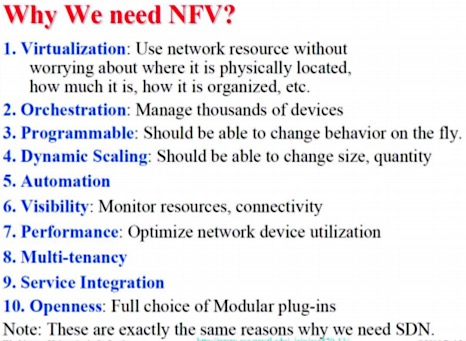 Why We need NFV?
1. Virtualization: Use network resource without
worrying about where it is physically located,
how much it is, how it is organized, etc.
2. Orchestration: Manage thousands of devices
3. Programmable: Should be able to change behavior on the fly.
4. Dynamic Scaling: Should be able to change size, quantity
5. Automation
6. Visibility: Monitor resources, connectivity
7. Performance: Optimize network device utilization
8. Multi-tenancy
9. Service Integration
10. Openness: Full choice of Modular plug-ins
Note: These are exactly the same reasons why we need SDN.